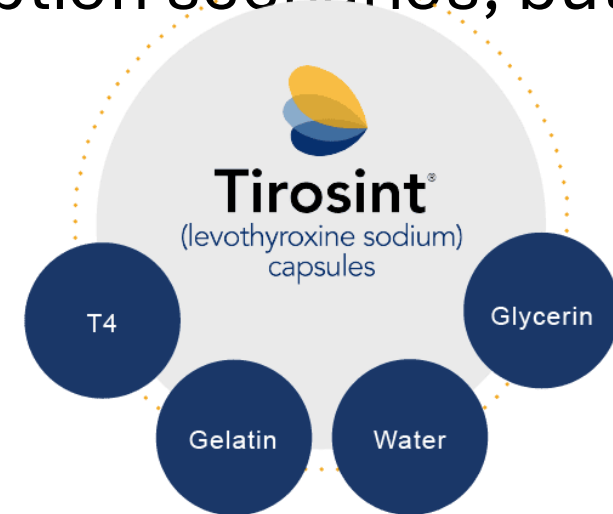 Tirosint®
(levothyroxine sodium)
capsules
T4
Glycerin
Gelatin
Water